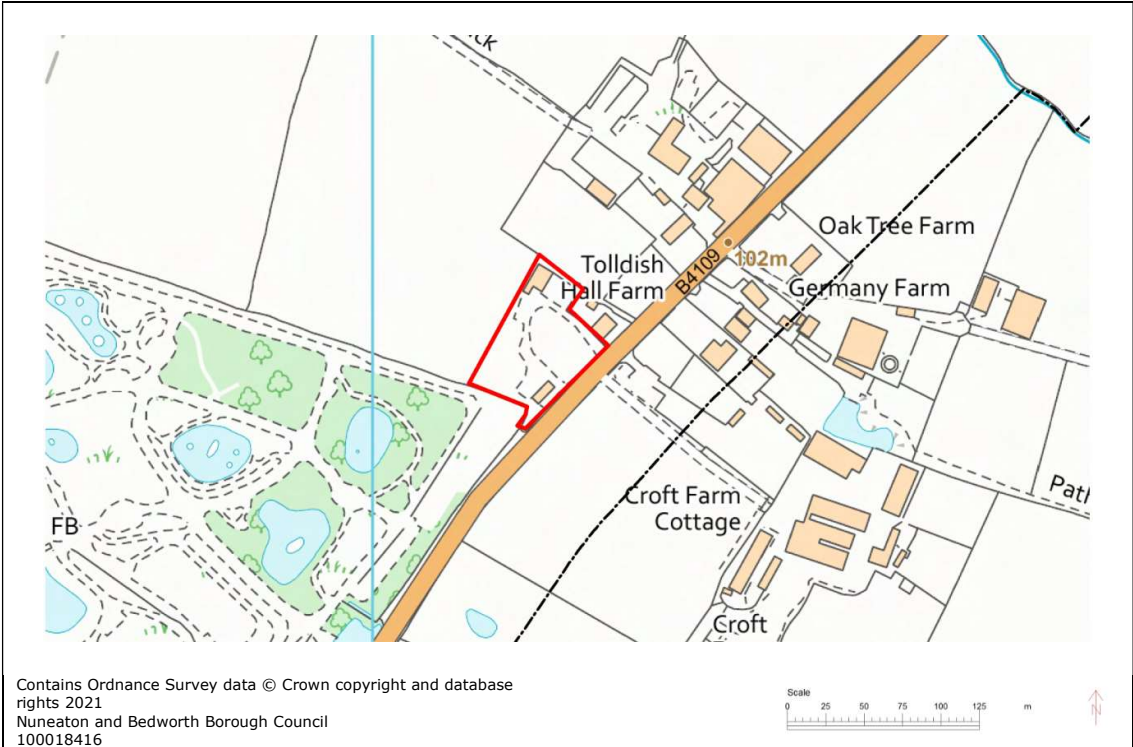 Oak Tree Farm
Tolldish
Hall Farm
B4109
102m
Germany Farm
Croft Farm
Cottage
Path
FB
Croft
Contains Ordnance Survey data © Crown copyright and database
rights 2021
Nuneaton and Bedworth Borough Council
100018416
Scale
0 25 50 75 100 125 m
N